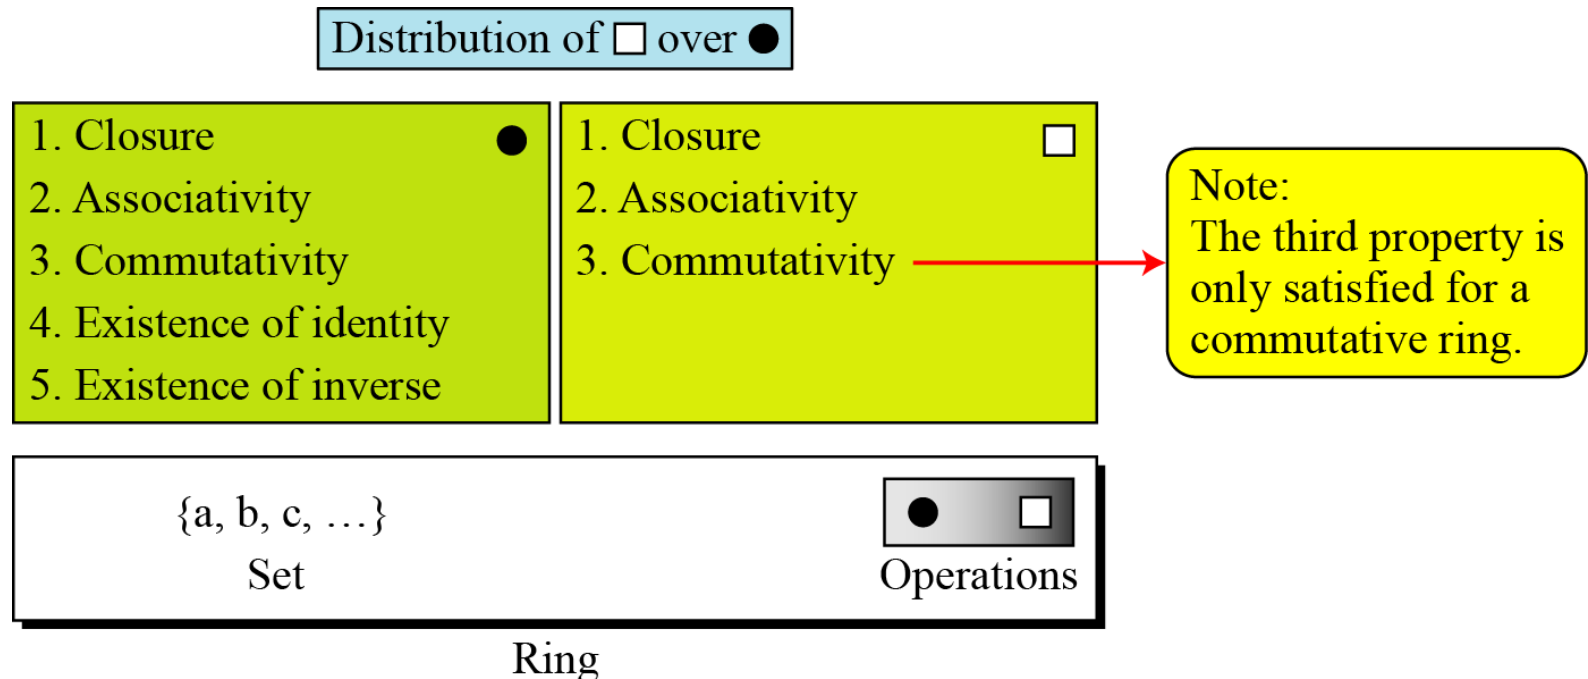 Distribution of □ over ●
1. Closure ●
2. Associativity
3. Commutativity
4. Existence of identity
5. Existence of inverse
1. Closure □
2. Associativity
3. Commutativity
Note:
The third property is
only satisfied for a
commutative ring.
{a, b, c, …}
Set
● □
Operations
Ring